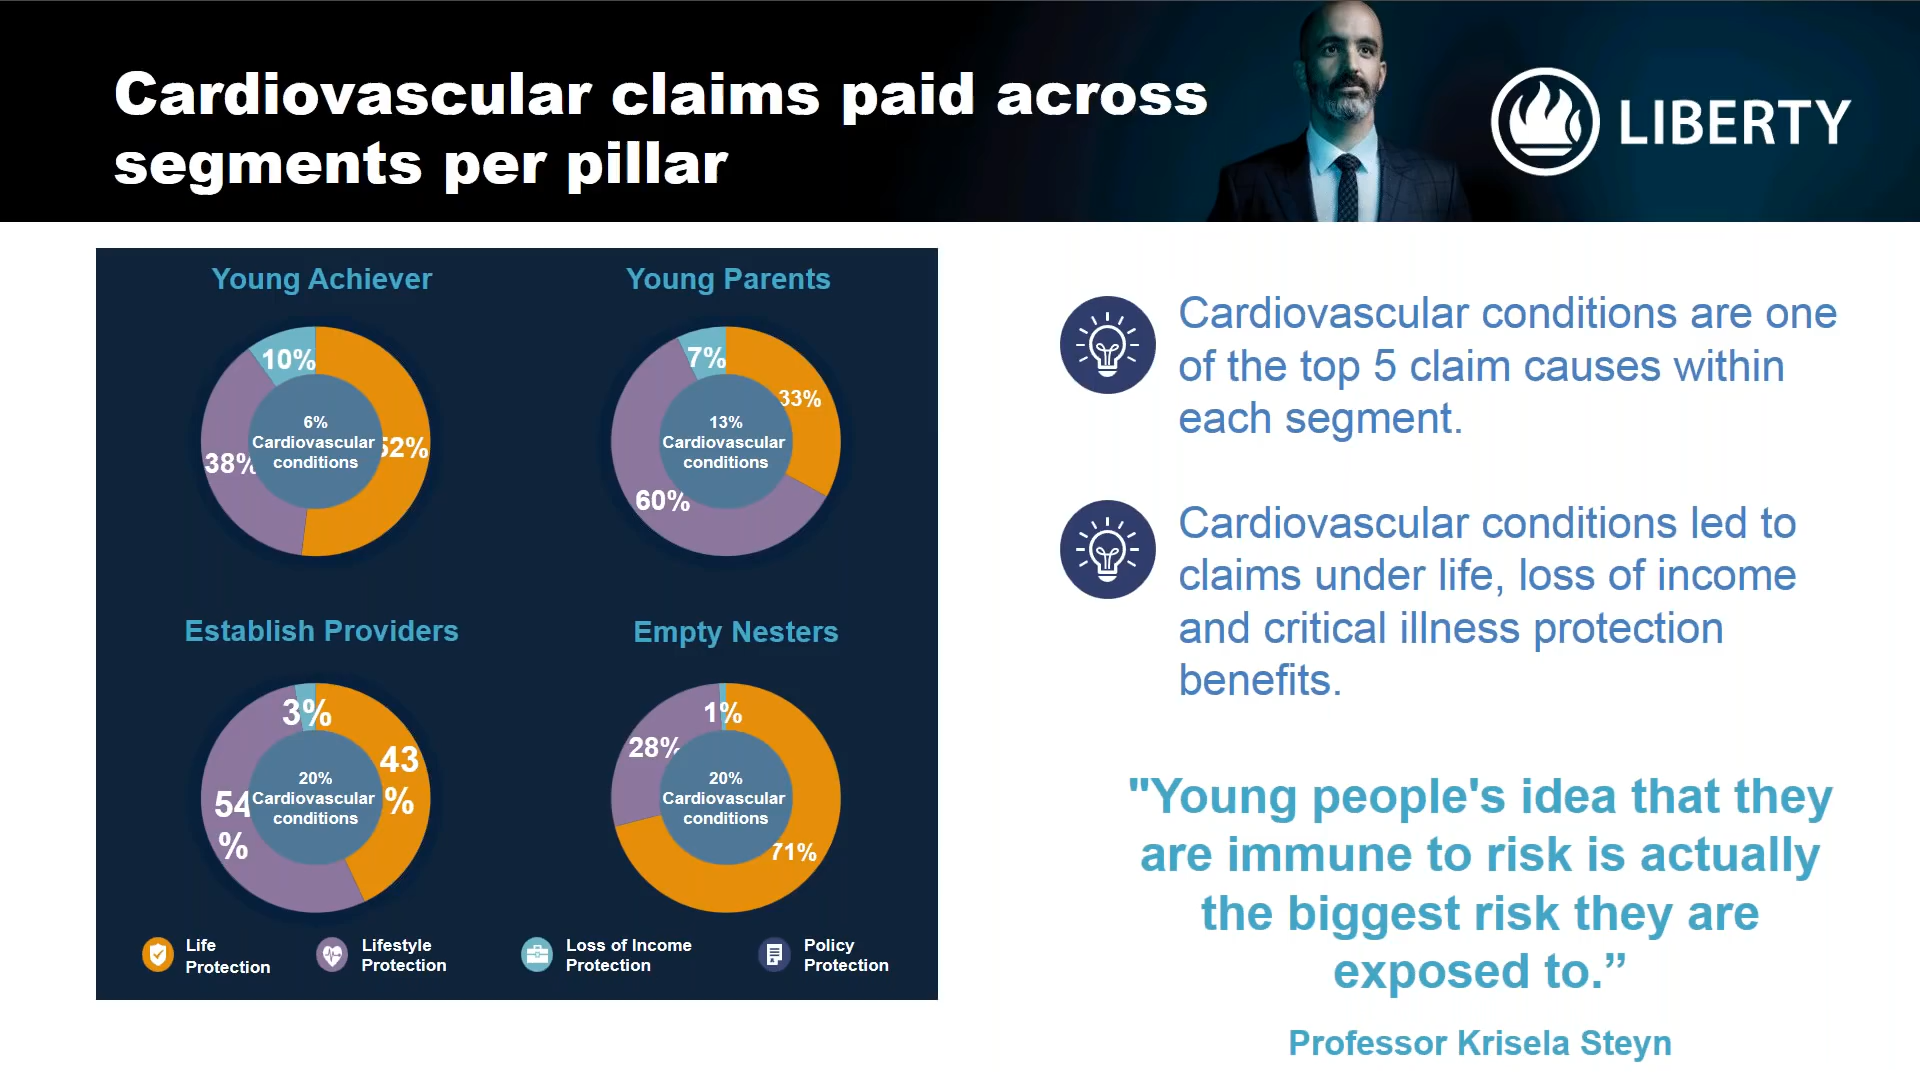 Cardiovascular claims paid across
segments per pillar
LIBERTY
Young Achiever
10%
52%
38%
6%
Cardiovascular
conditions
Young Parents
7%
33%
60%
13%
Cardiovascular
conditions
Establish Providers
3%
43
%
54
%
20%
Cardiovascular
conditions
Empty Nesters
1%
28%
71%
20%
Cardiovascular
conditions
Life
Protection
Lifestyle
Protection
Loss of Income
Protection
Policy
Protection
Cardiovascular conditions are one
of the top 5 claim causes within
each segment.
Cardiovascular conditions led to
claims under life, loss of income
and critical illness protection
benefits.
"Young people's idea that they
are immune to risk is actually
the biggest risk they are
exposed to.”
Professor Krisela Steyn